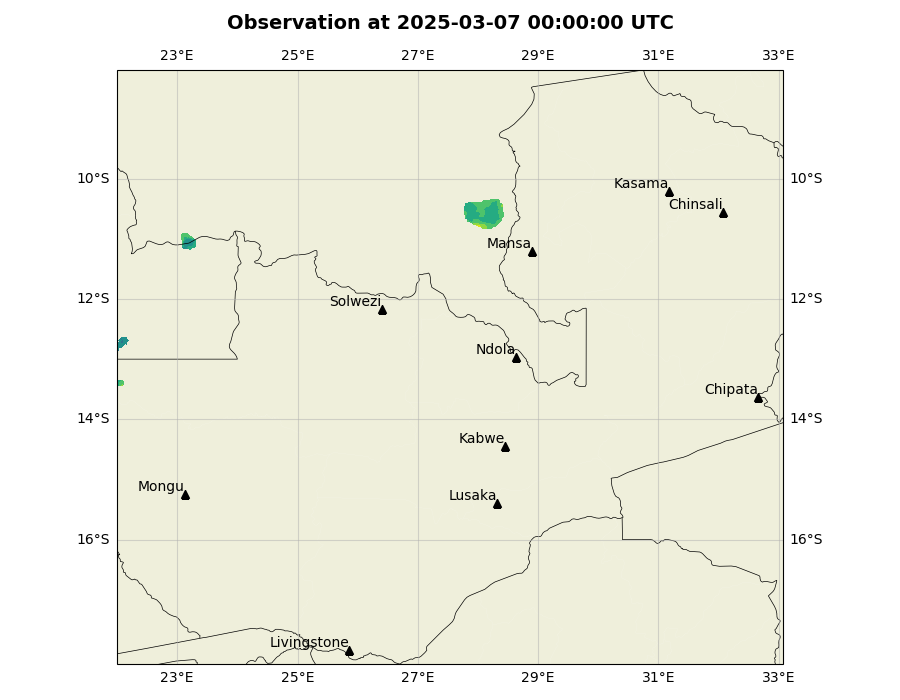 Observation at 2025-03-07 00:00:00 UTC
23°E 25°E 27°E 29°E 31°E 33°E
10°S 10°S
Kasama
Chinsali
Mansa
12°S 12°S
Solwezi
Ndola
Chipata
14°S 14°S
Kabwe
Mongu
Lusaka
16°S 16°S
Livingstone
23°E 25°E 27°E 29°E 31°E 33°E